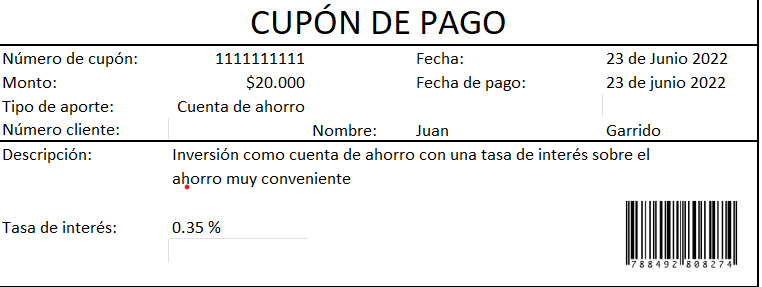 CUPÓN DE PAGO
Número de cupón: 1111111111 Fecha: 23 de Junio 2022
Monto: $20.000 Fecha de pago: 23 de junio 2022
Tipo de aporte: Cuenta de ahorro
Número cliente: Nombre: Juan Garrido
Descripción: Inversión como cuenta de ahorro con una tasa de interés sobre el
ahorro muy conveniente
Tasa de interés: 0.35 %
788492 808274